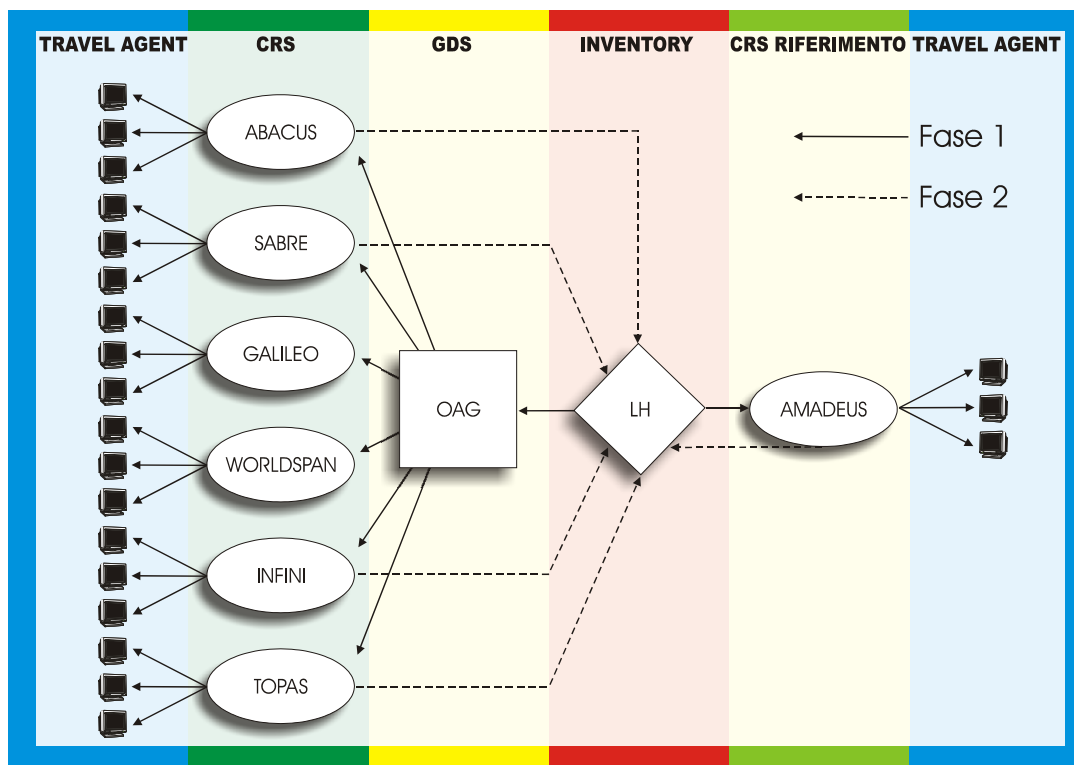 TRAVEL AGENT
CRS
GDS
INVENTORY
CRS RIFERIMENTO
TRAVEL AGENT
ABACUS
Fase 1
Fase 2
SABRE
GALILEO
OAG
LH
AMADEUS
WORLDSPAN
INFINI
TOPAS